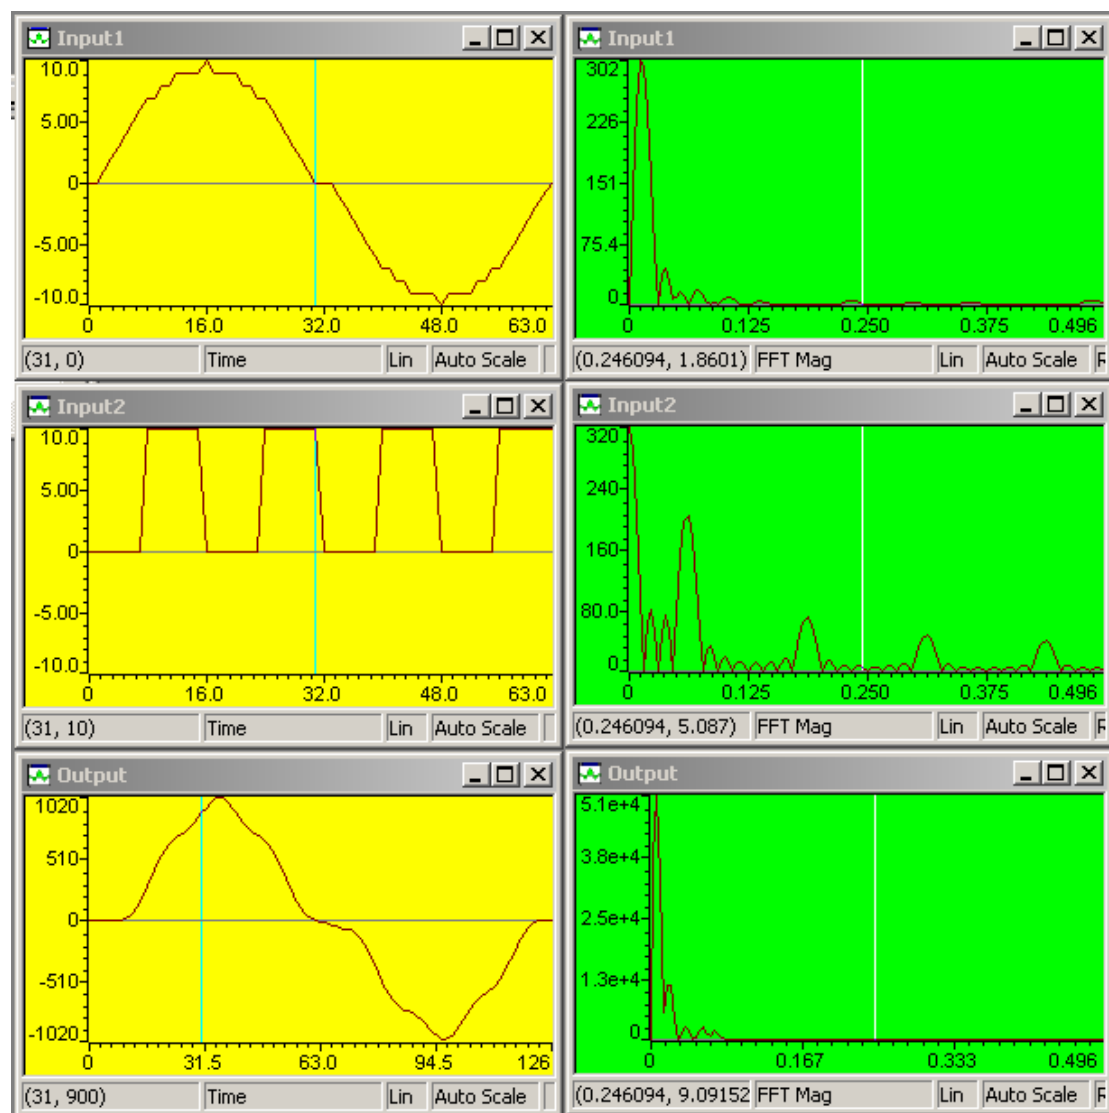 Input1
10.0
5.00
0
-5.00
-10.0
0 16.0 32.0 48.0 63.0
(31, 0) Time Lin Auto Scale
Input1
302
226
151
75.4
0
0 0.125 0.250 0.375 0.496
(0.246094, 1.8601) FFT Mag Lin Auto Scale
Input2
10.0
5.00
0
-5.00
-10.0
0 16.0 32.0 48.0 63.0
(31, 10) Time Lin Auto Scale
Input2
320
240
160
80.0
0
0 0.125 0.250 0.375 0.496
(0.246094, 5.087) FFT Mag Lin Auto Scale
Output
1020
510
0
-510
-1020
0 31.5 63.0 94.5 126
(31, 900) Time Lin Auto Scale
Output
5.1e+4
3.8e+4
2.5e+4
1.3e+4
0
0 0.167 0.333 0.496
(0.246094, 9.09152 FFT Mag Lin Auto Scale